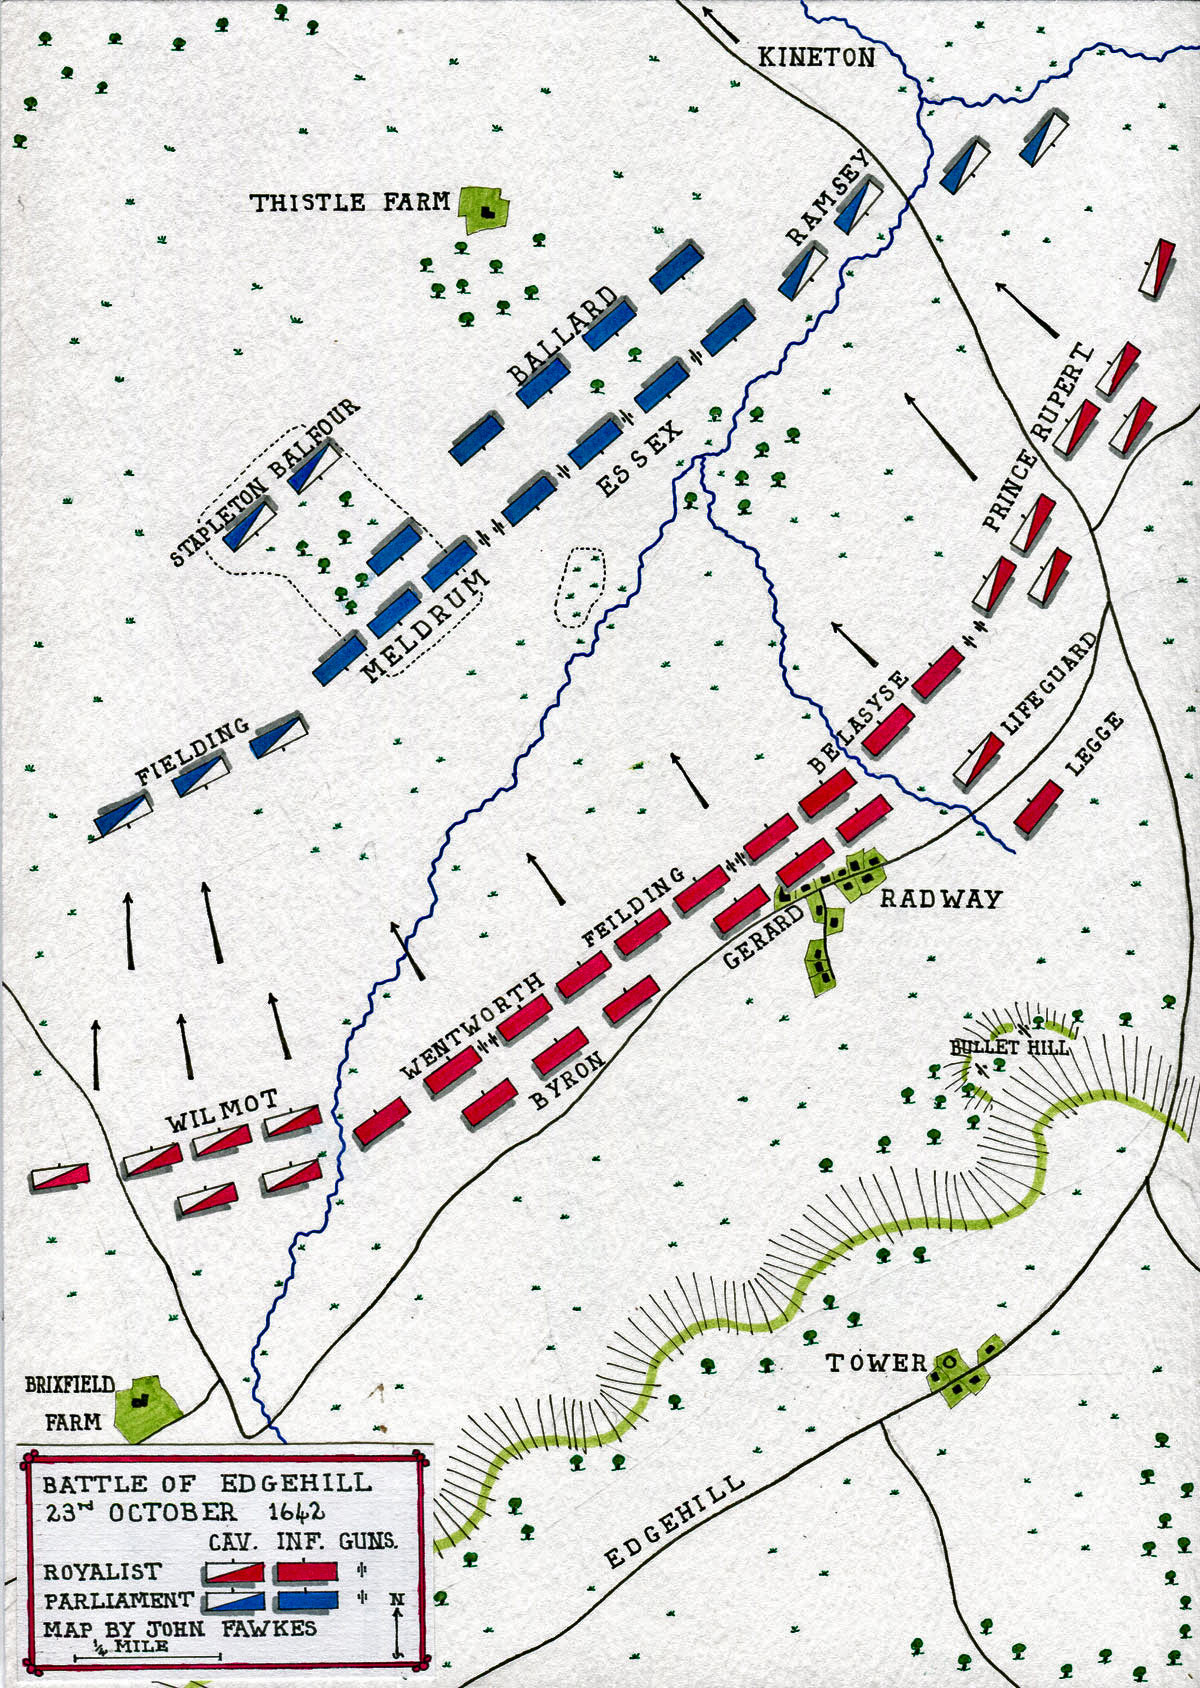 KINETON
THISTLE FARM
RAMSEY
BALLARD
ESSEX
STAPLETON BALFOUR
MELDRUM
FIELDING
PRINCE RUPERT
LIFEGUARD
LEGGE
BELASYSE
RADWAY
GERARD
FEILDING
WENTWORTH
BYRON
WILMOT
BULLET HILL
TOWER
BRIXFIELD
FARM
EDGEHILL
BATTLE OF EDGEHILL
23rd OCTOBER 1642
CAV. INF. GUNS.
ROYALIST
PARLIAMENT
N
MAP BY JOHN FAWKES
½ MILE